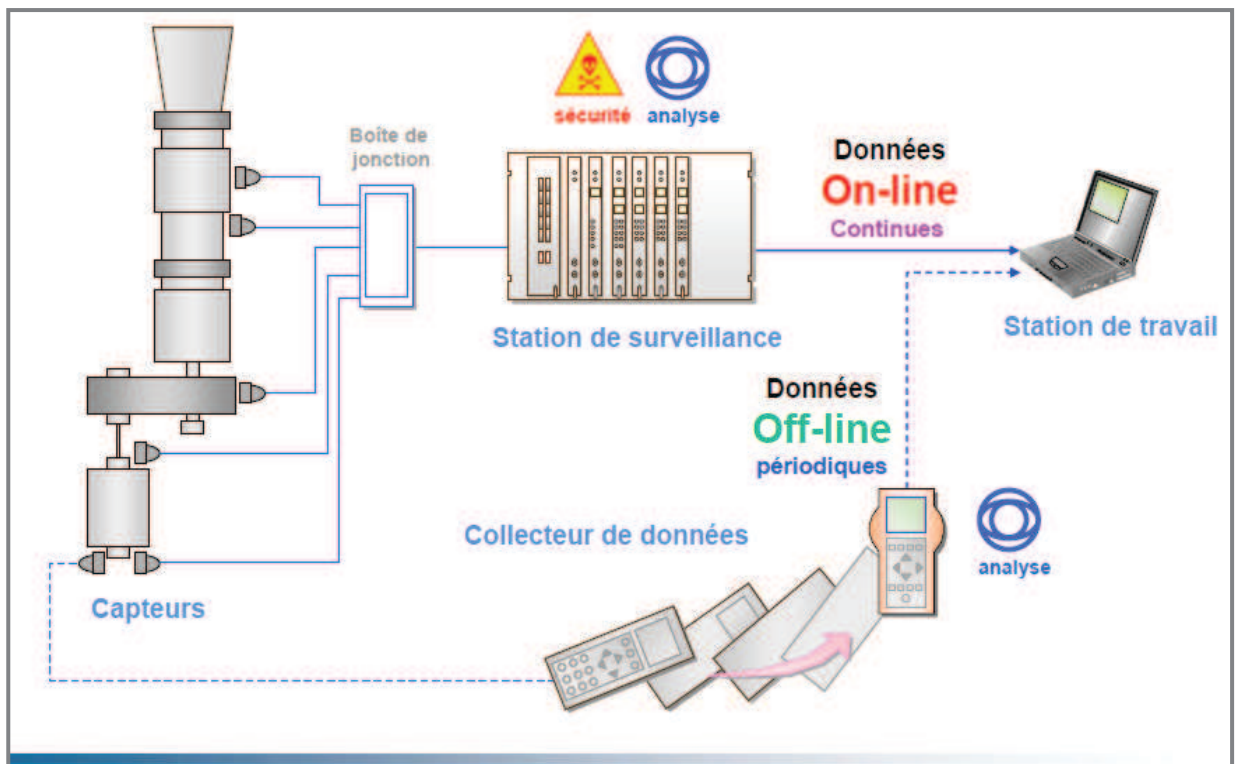 sécurité
analyse
Boîte de
jonction
Données
On-line
Continues
Station de surveillance
Station de travail
Données
Off-line
périodiques
Collecteur de données
analyse
Capteurs